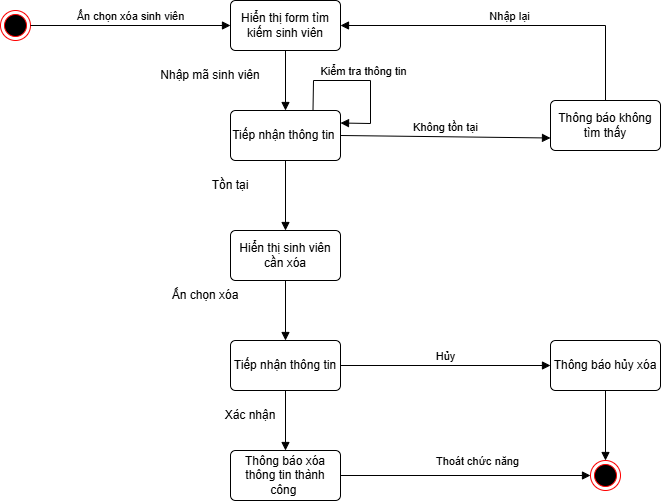 Ấn chọn xóa sinh viên
Hiển thị form tìm
kiếm sinh viên
Nhập lại
Nhập mã sinh viên
Kiểm tra thông tin
Tiếp nhận thông tin
Không tồn tại
Thông báo không
tìm thấy
Tồn tại
Hiển thị sinh viên
cần xóa
Ấn chọn xóa
Tiếp nhận thông tin
Hủy
Thông báo hủy xóa
Xác nhận
Thông báo xóa
thông tin thành
công
Thoát chức năng